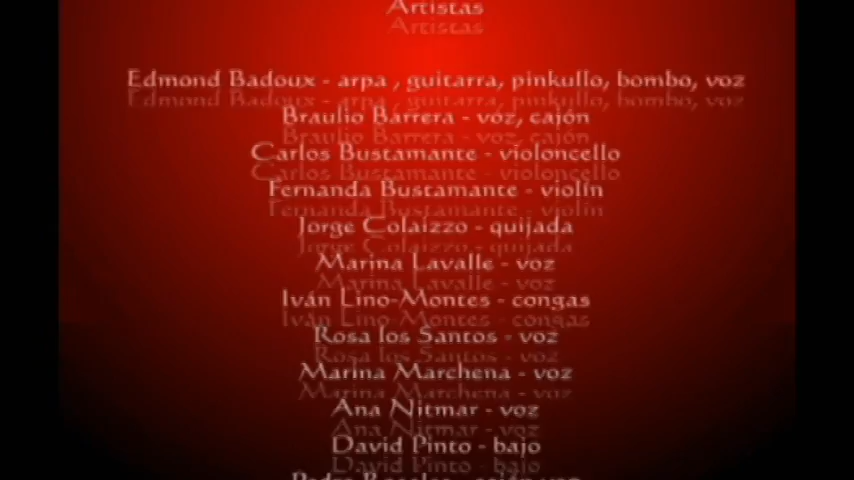 Artistas
Edmond Badoux - arpa , guitarra, pinkullo, bombo, voz
Braulio Barrera - voz, cajón
Carlos Bustamante - violoncello
Fernanda Bustamante - violín
Jorge Colaizzo - quijada
Marina Lavalle - voz
Iván Lino-Montes - congas
Rosa los Santos - voz
Marina Marchena - voz
Ana Nitmar - voz
David Pinto - bajo